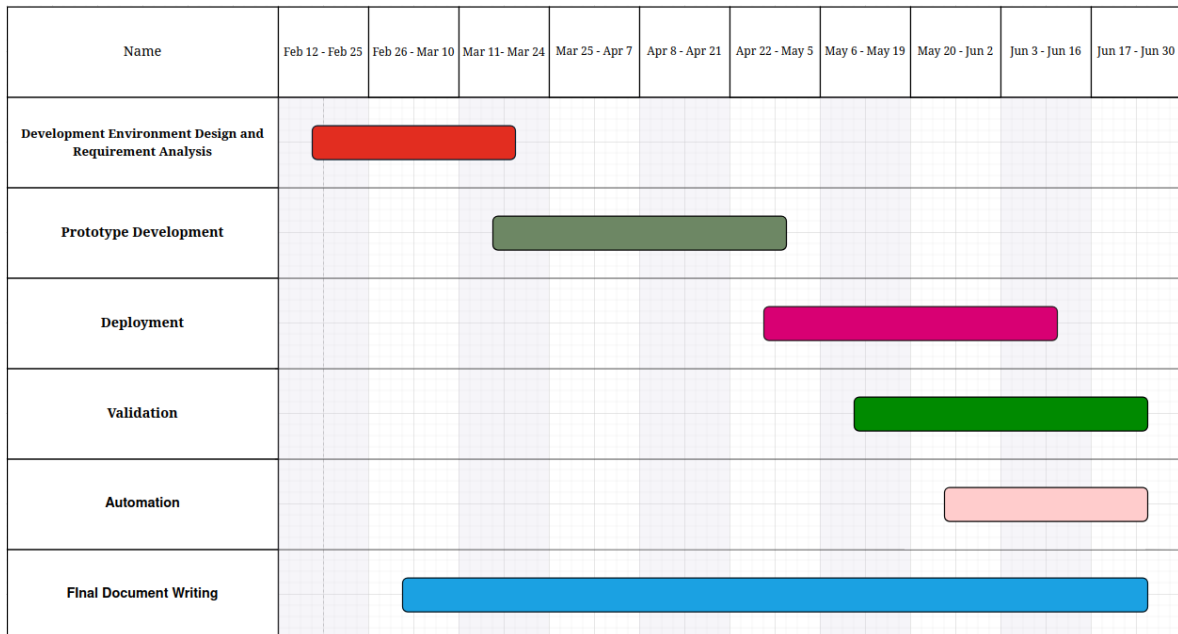 Name
Feb 12 - Feb 25
Feb 26 - Mar 10
Mar 11- Mar 24
Mar 25 - Apr 7
Apr 8 - Apr 21
Apr 22 - May 5
May 6 - May 19
May 20 - Jun 2
Jun 3 - Jun 16
Jun 17 - Jun 30
Development Environment Design and
Requirement Analysis
Prototype Development
Deployment
Validation
Automation
FInal Document Writing